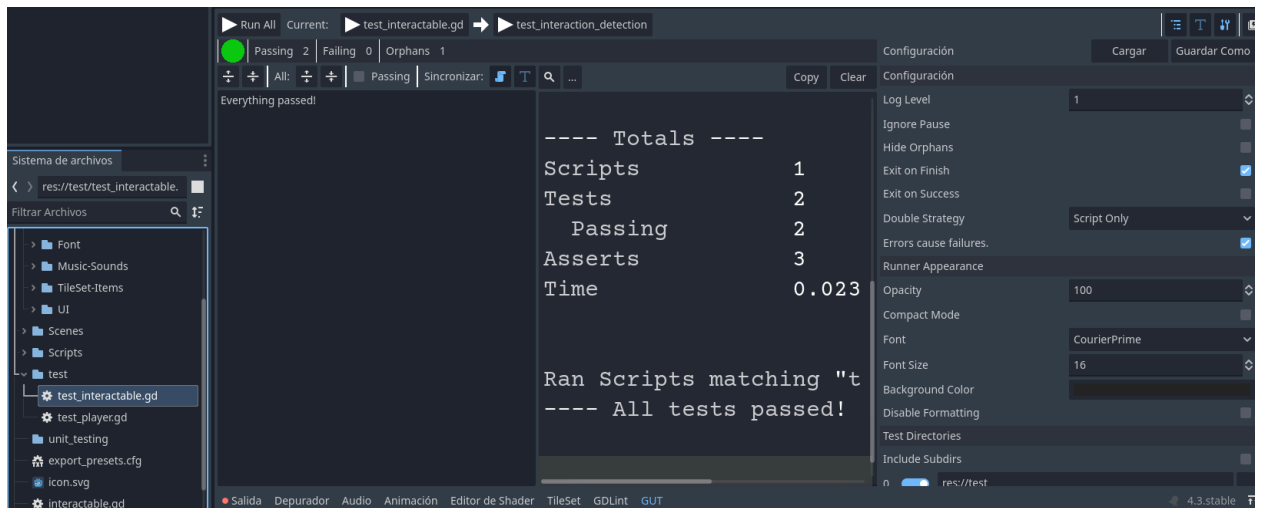 Run All Current: test_interactable.gd test_interaction_detection
Passing 2 Failing 0 Orphans 1
All: Passing Sincronizar: T ... Copy Clear
Everything passed!
---- Totals ----
Scripts 1
Tests 2
Passing 2
Asserts 3
Time 0.023
Ran Scripts matching "t
---- All tests passed!
Configuración Cargar Guardar Como
Configuración
Log Level 1
Ignore Pause
Hide Orphans
Exit on Finish
Exit on Success
Double Strategy Script Only
Errors cause failures.
Runner Appearance
Opacity 100
Compact Mode
Font CourierPrime
Font Size 16
Background Color
Disable Formatting
Test Directories
Include Subdirs
0 res://test
Sistema de archivos
res://test/test_interactable.
Filtrar Archivos
Font
Music-Sounds
TileSet-Items
UI
Scenes
Scripts
test
test_interactable.gd
test_player.gd
unit_testing
export_presets.cfg
icon.svg
interactable.gd
Salida Depurador Audio Animación Editor de Shader TileSet GDLint GUT 4.3.stable